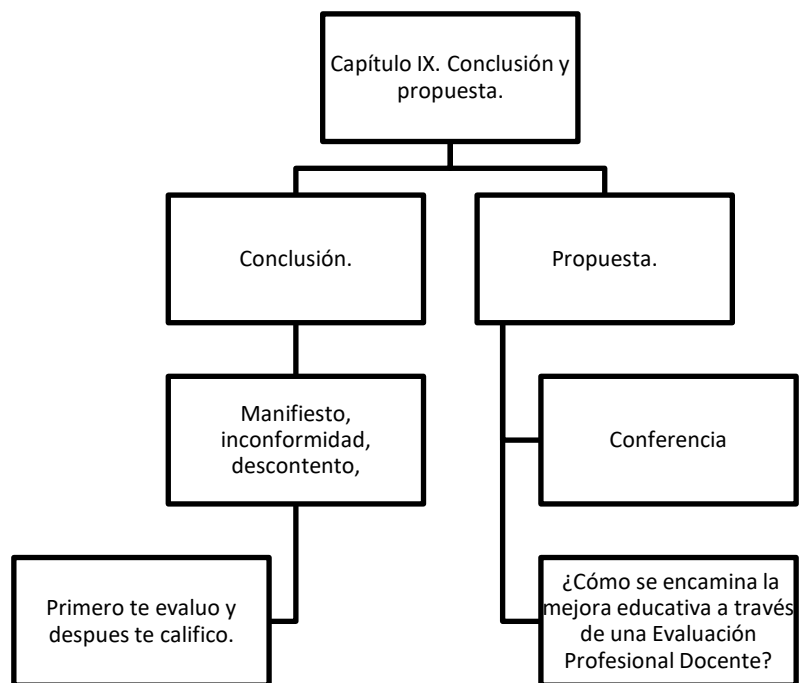 Capítulo IX. Conclusión y
propuesta.
Conclusión.
Propuesta.
Manifiesto,
inconformidad,
descontento,
Conferencia
Primero te evaluo y
despues te califico.
¿Cómo se encamina la
mejora educativa a través
de una Evaluación
Profesional Docente?